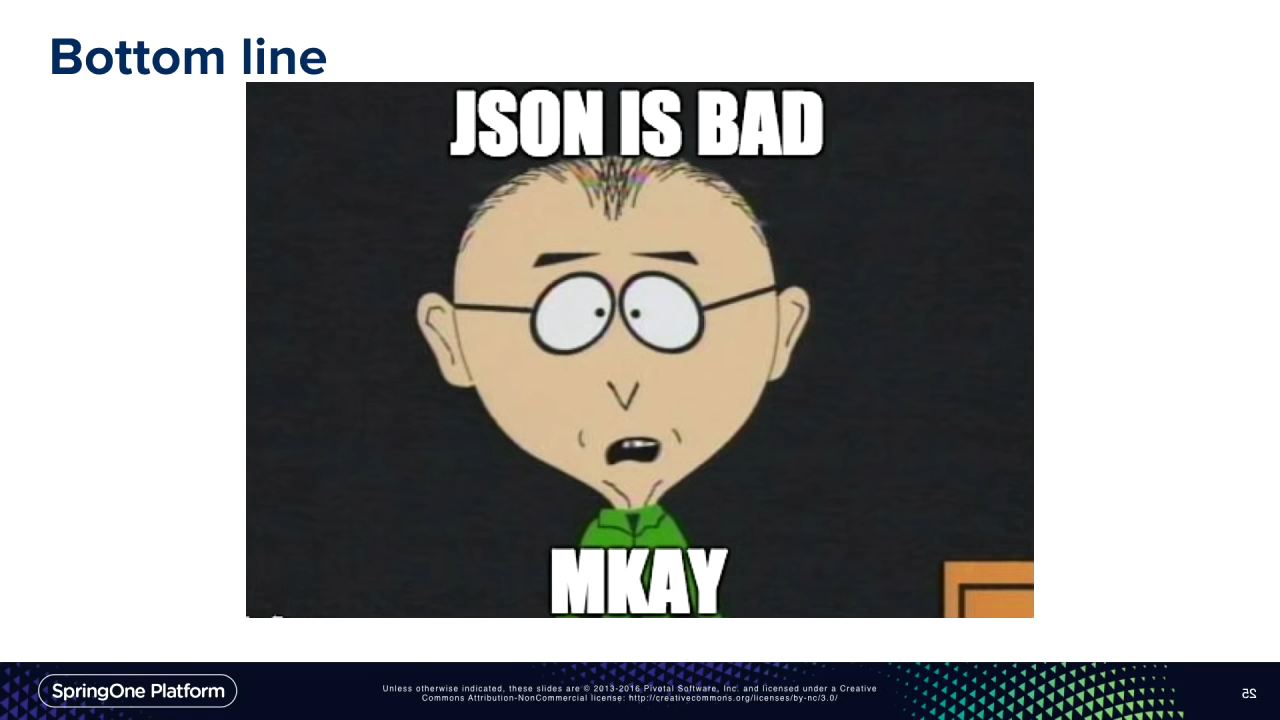 Bottom line
JSON IS BAD
MKAY
SpringOne Platform
Unless otherwise indicated, these slides are © 2013-2016 Pivotal Software, Inc. and licensed under a Creative
Commons Attribution-NonCommercial license: http://creativecommons.org/licenses/by-nc/3.0/
25